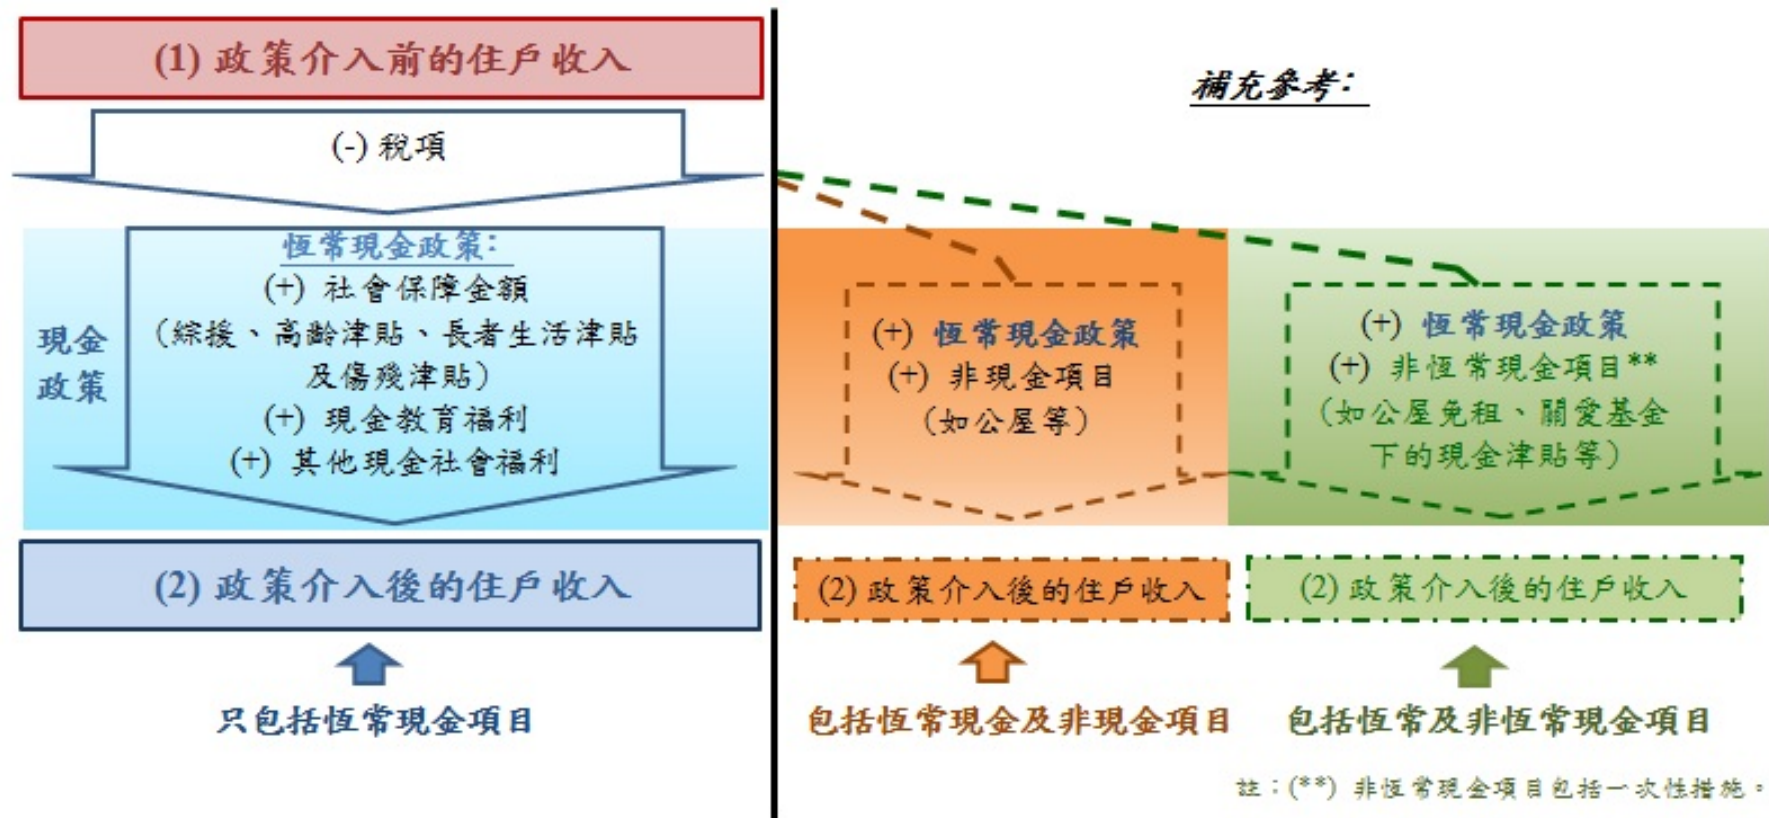 (1) 政策介入前的住戶收入
(-) 稅項
現金
政策
恆常現金政策：
(+) 社會保障金額
（綜援、高齡津貼、長者生活津貼
及傷殘津貼）
(+) 現金教育福利
(+) 其他現金社會福利
(2) 政策介入後的住戶收入
只包括恆常現金項目
補充參考：
(+) 恆常現金政策
(+) 非現金項目
（如公屋等）
(2) 政策介入後的住戶收入
包括恆常現金及非現金項目
(+) 恆常現金政策
(+) 非恆常現金項目**
（如公屋免租、關愛基金
下的現金津貼等）
(2) 政策介入後的住戶收入
包括恆常及非恆常現金項目
註：(**) 非恆常現金項目包括一次性措施。